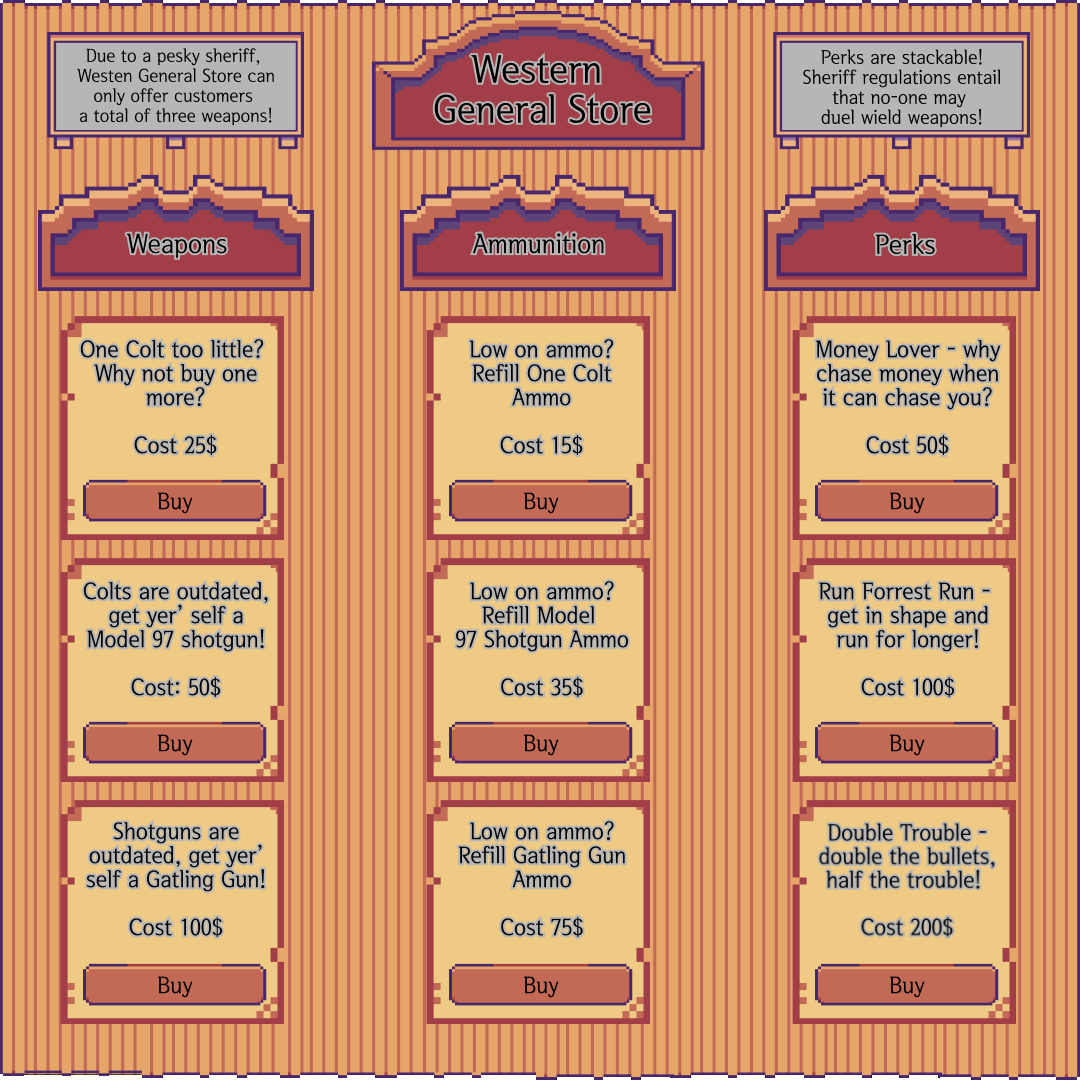 Due to a pesky sheriff,
Westen General Store can
only offer customers
a total of three weapons!
Western
General Store
Perks are stackable!
Sheriff regulations entail
that no-one may
duel wield weapons!
Weapons
Ammunition
Perks
One Colt too little?
Why not buy one
more?
Cost 25$
Buy
Low on ammo?
Refill One Colt
Ammo
Cost 15$
Buy
Money Lover - why
chase money when
it can chase you?
Cost 50$
Buy
Colts are outdated,
get yer' self a
Model 97 shotgun!
Cost: 50$
Buy
Low on ammo?
Refill Model
97 Shotgun Ammo
Cost 35$
Buy
Run Forrest Run -
get in shape and
run for longer!
Cost 100$
Buy
Shotguns are
outdated, get yer'
self a Gatling Gun!
Cost 100$
Buy
Low on ammo?
Refill Gatling Gun
Ammo
Cost 75$
Buy
Double Trouble -
double the bullets,
half the trouble!
Cost 200$
Buy